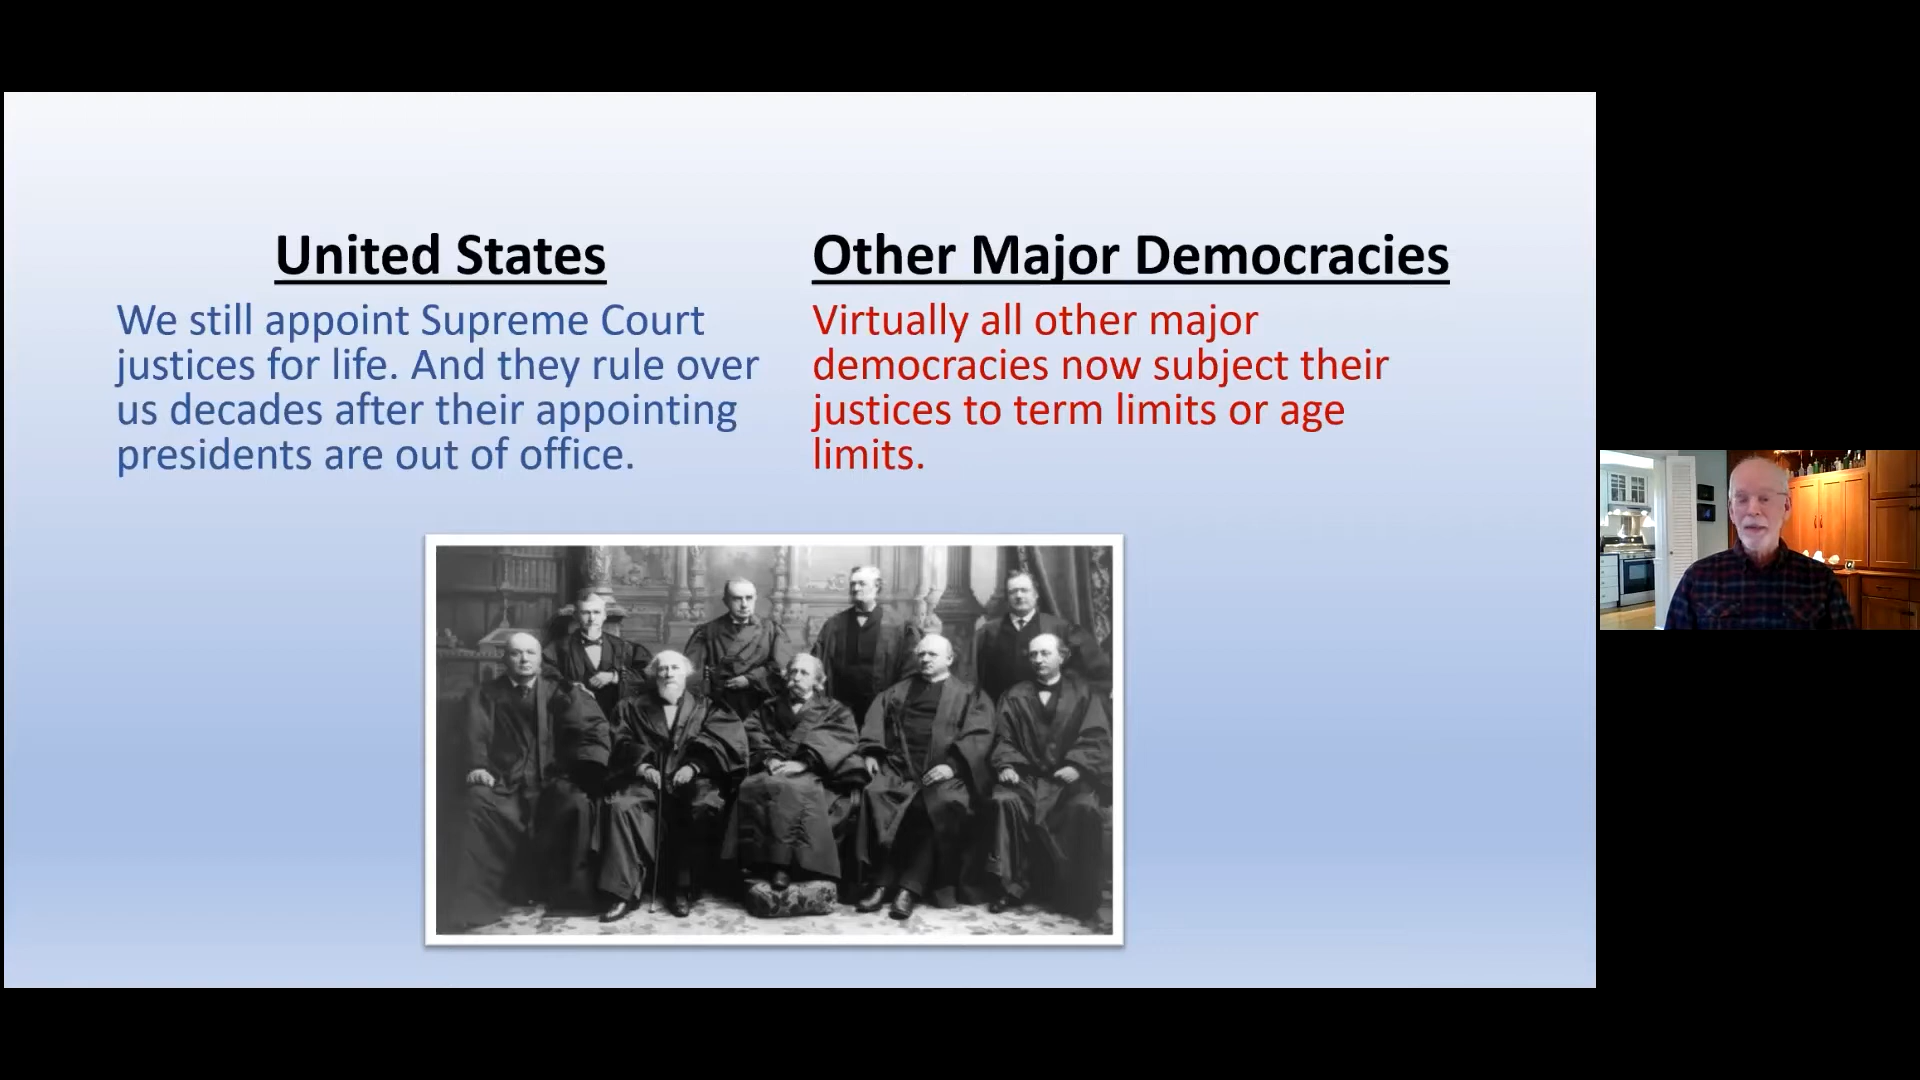 United States
We still appoint Supreme Court
justices for life. And they rule over
us decades after their appointing
presidents are out of office.
Other Major Democracies
Virtually all other major
democracies now subject their
justices to term limits or age
limits.